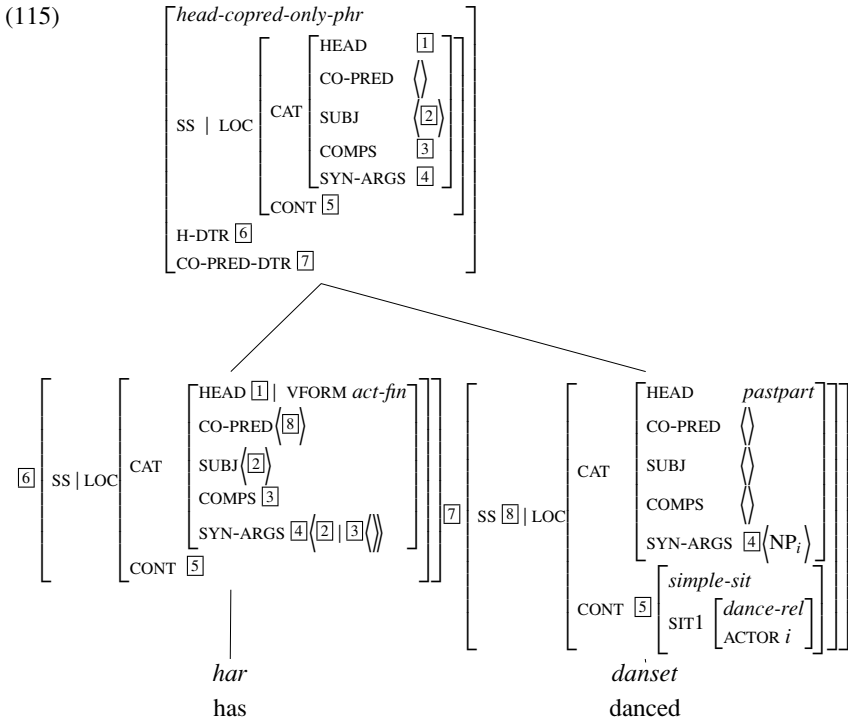 (115)
head-copred-only-phr
HEAD 1
CO-PRED ⟨⟩
SS | LOC CAT SUBJ ⟨2⟩
COMPS 3
SYN-ARGS 4
CONT 5
H-DTR 6
CO-PRED-DTR 7
HEAD 1 | VFORM act-fin
CO-PRED ⟨8⟩
6 SS | LOC CAT SUBJ ⟨2⟩
COMPS 3
SYN-ARGS 4 ⟨2 | 3 ⟨⟩⟩
CONT 5
har
has
HEAD pastpart
CO-PRED ⟨⟩
7 SS 8 | LOC CAT SUBJ ⟨⟩
COMPS ⟨⟩
SYN-ARGS 4 ⟨NPi⟩
CONT 5 simple-sit
SIT1 dance-rel
ACTOR i
danset
danced